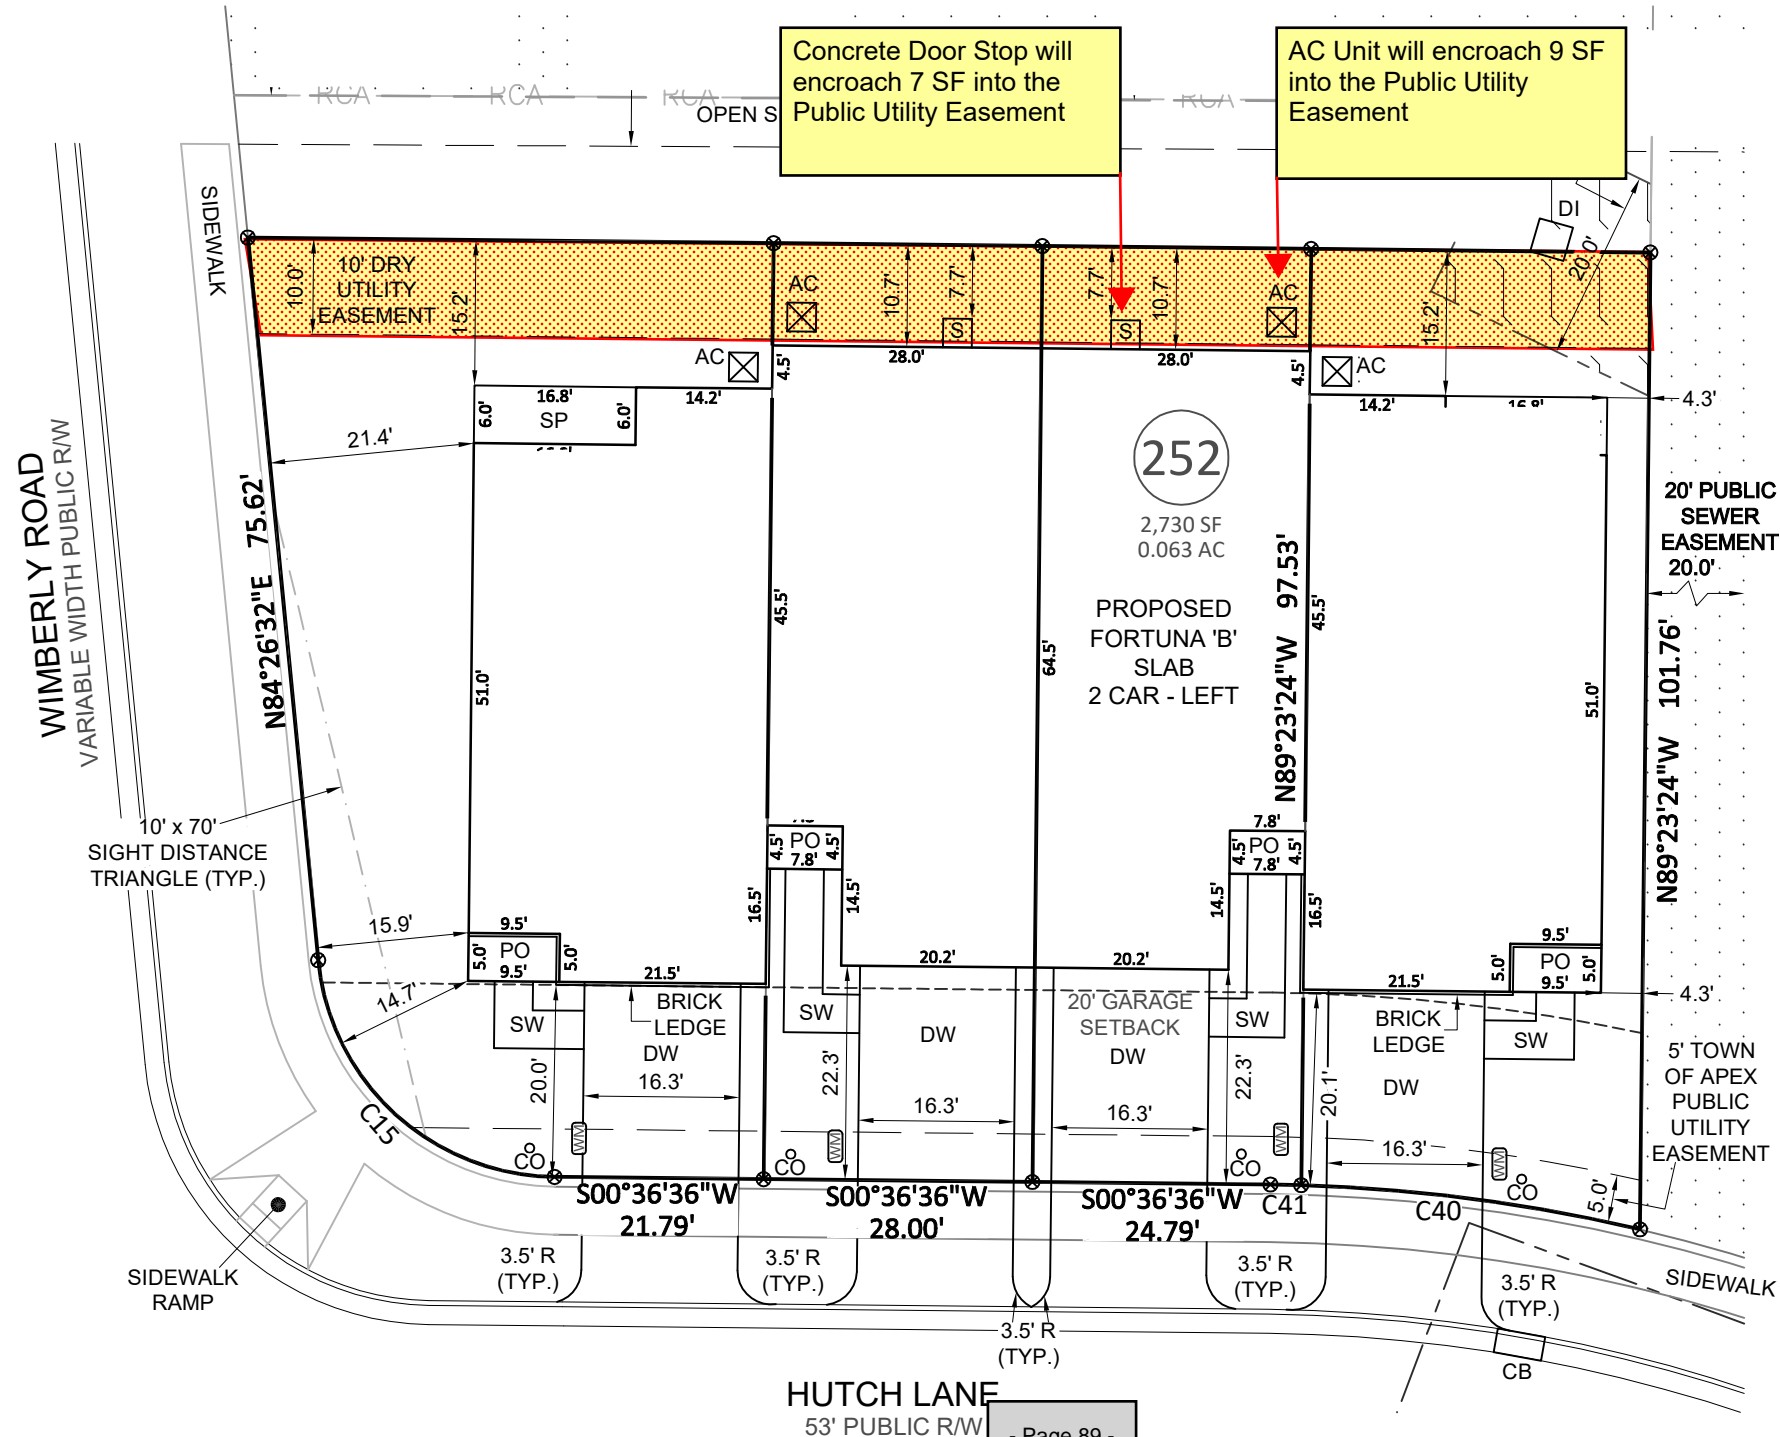 Concrete Door Stop will
encroach 7 SF into the
Public Utility Easement
AC Unit will encroach 9 SF
into the Public Utility
Easement
RCA
RCA
RCA
RCA
OPEN S
SIDEWALK
10.0'
10' DRY
UTILITY
EASEMENT
15.2'
AC
10.7'
7.7'
S
7.7'
S
10.7'
AC
15.2'
DI
20.0'
AC
4.5'
28.0'
28.0'
4.5'
AC
16.8'
14.2'
6.0'
SP
6.0'
14.2'
16.8'
4.3'
21.4'
252
2,730 SF
0.063 AC
PROPOSED
FORTUNA 'B'
SLAB
2 CAR - LEFT
WIMBERLY ROAD
VARIABLE WIDTH PUBLIC R/W
N84°26'32"E 75.62'
51.0'
45.5'
64.5'
N89°23'24"W 97.53'
45.5'
51.0'
20' PUBLIC
SEWER
EASEMENT
20.0'
N89°23'24"W 101.76'
10' x 70'
SIGHT DISTANCE
TRIANGLE (TYP.)
4.5'
PO
4.5'
7.8'
7.8'
4.5'
PO
4.5'
7.8'
16.5'
14.5'
14.5'
16.5'
15.9'
9.5'
5.0'
PO
5.0'
9.5'
21.5'
20.2'
20.2'
21.5'
9.5'
5.0'
PO
5.0'
9.5'
4.3'
14.7'
SW
BRICK
LEDGE
DW
SW
DW
20' GARAGE
SETBACK
DW
SW
BRICK
LEDGE
DW
SW
20.0'
16.3'
22.3'
16.3'
16.3'
22.3'
20.1'
16.3'
5' TOWN
OF APEX
PUBLIC
UTILITY
EASEMENT
5.0'
C15
CO
WM
CO
WM
CO
WM
WM
CO
S00°36'36"W
21.79'
S00°36'36"W
28.00'
S00°36'36"W
24.79'
C41
C40
SIDEWALK
RAMP
3.5' R
(TYP.)
3.5' R
(TYP.)
3.5' R
(TYP.)
3.5' R
(TYP.)
3.5' R
(TYP.)
SIDEWALK
CB
HUTCH LANE
53' PUBLIC R/W
- Page 89 -